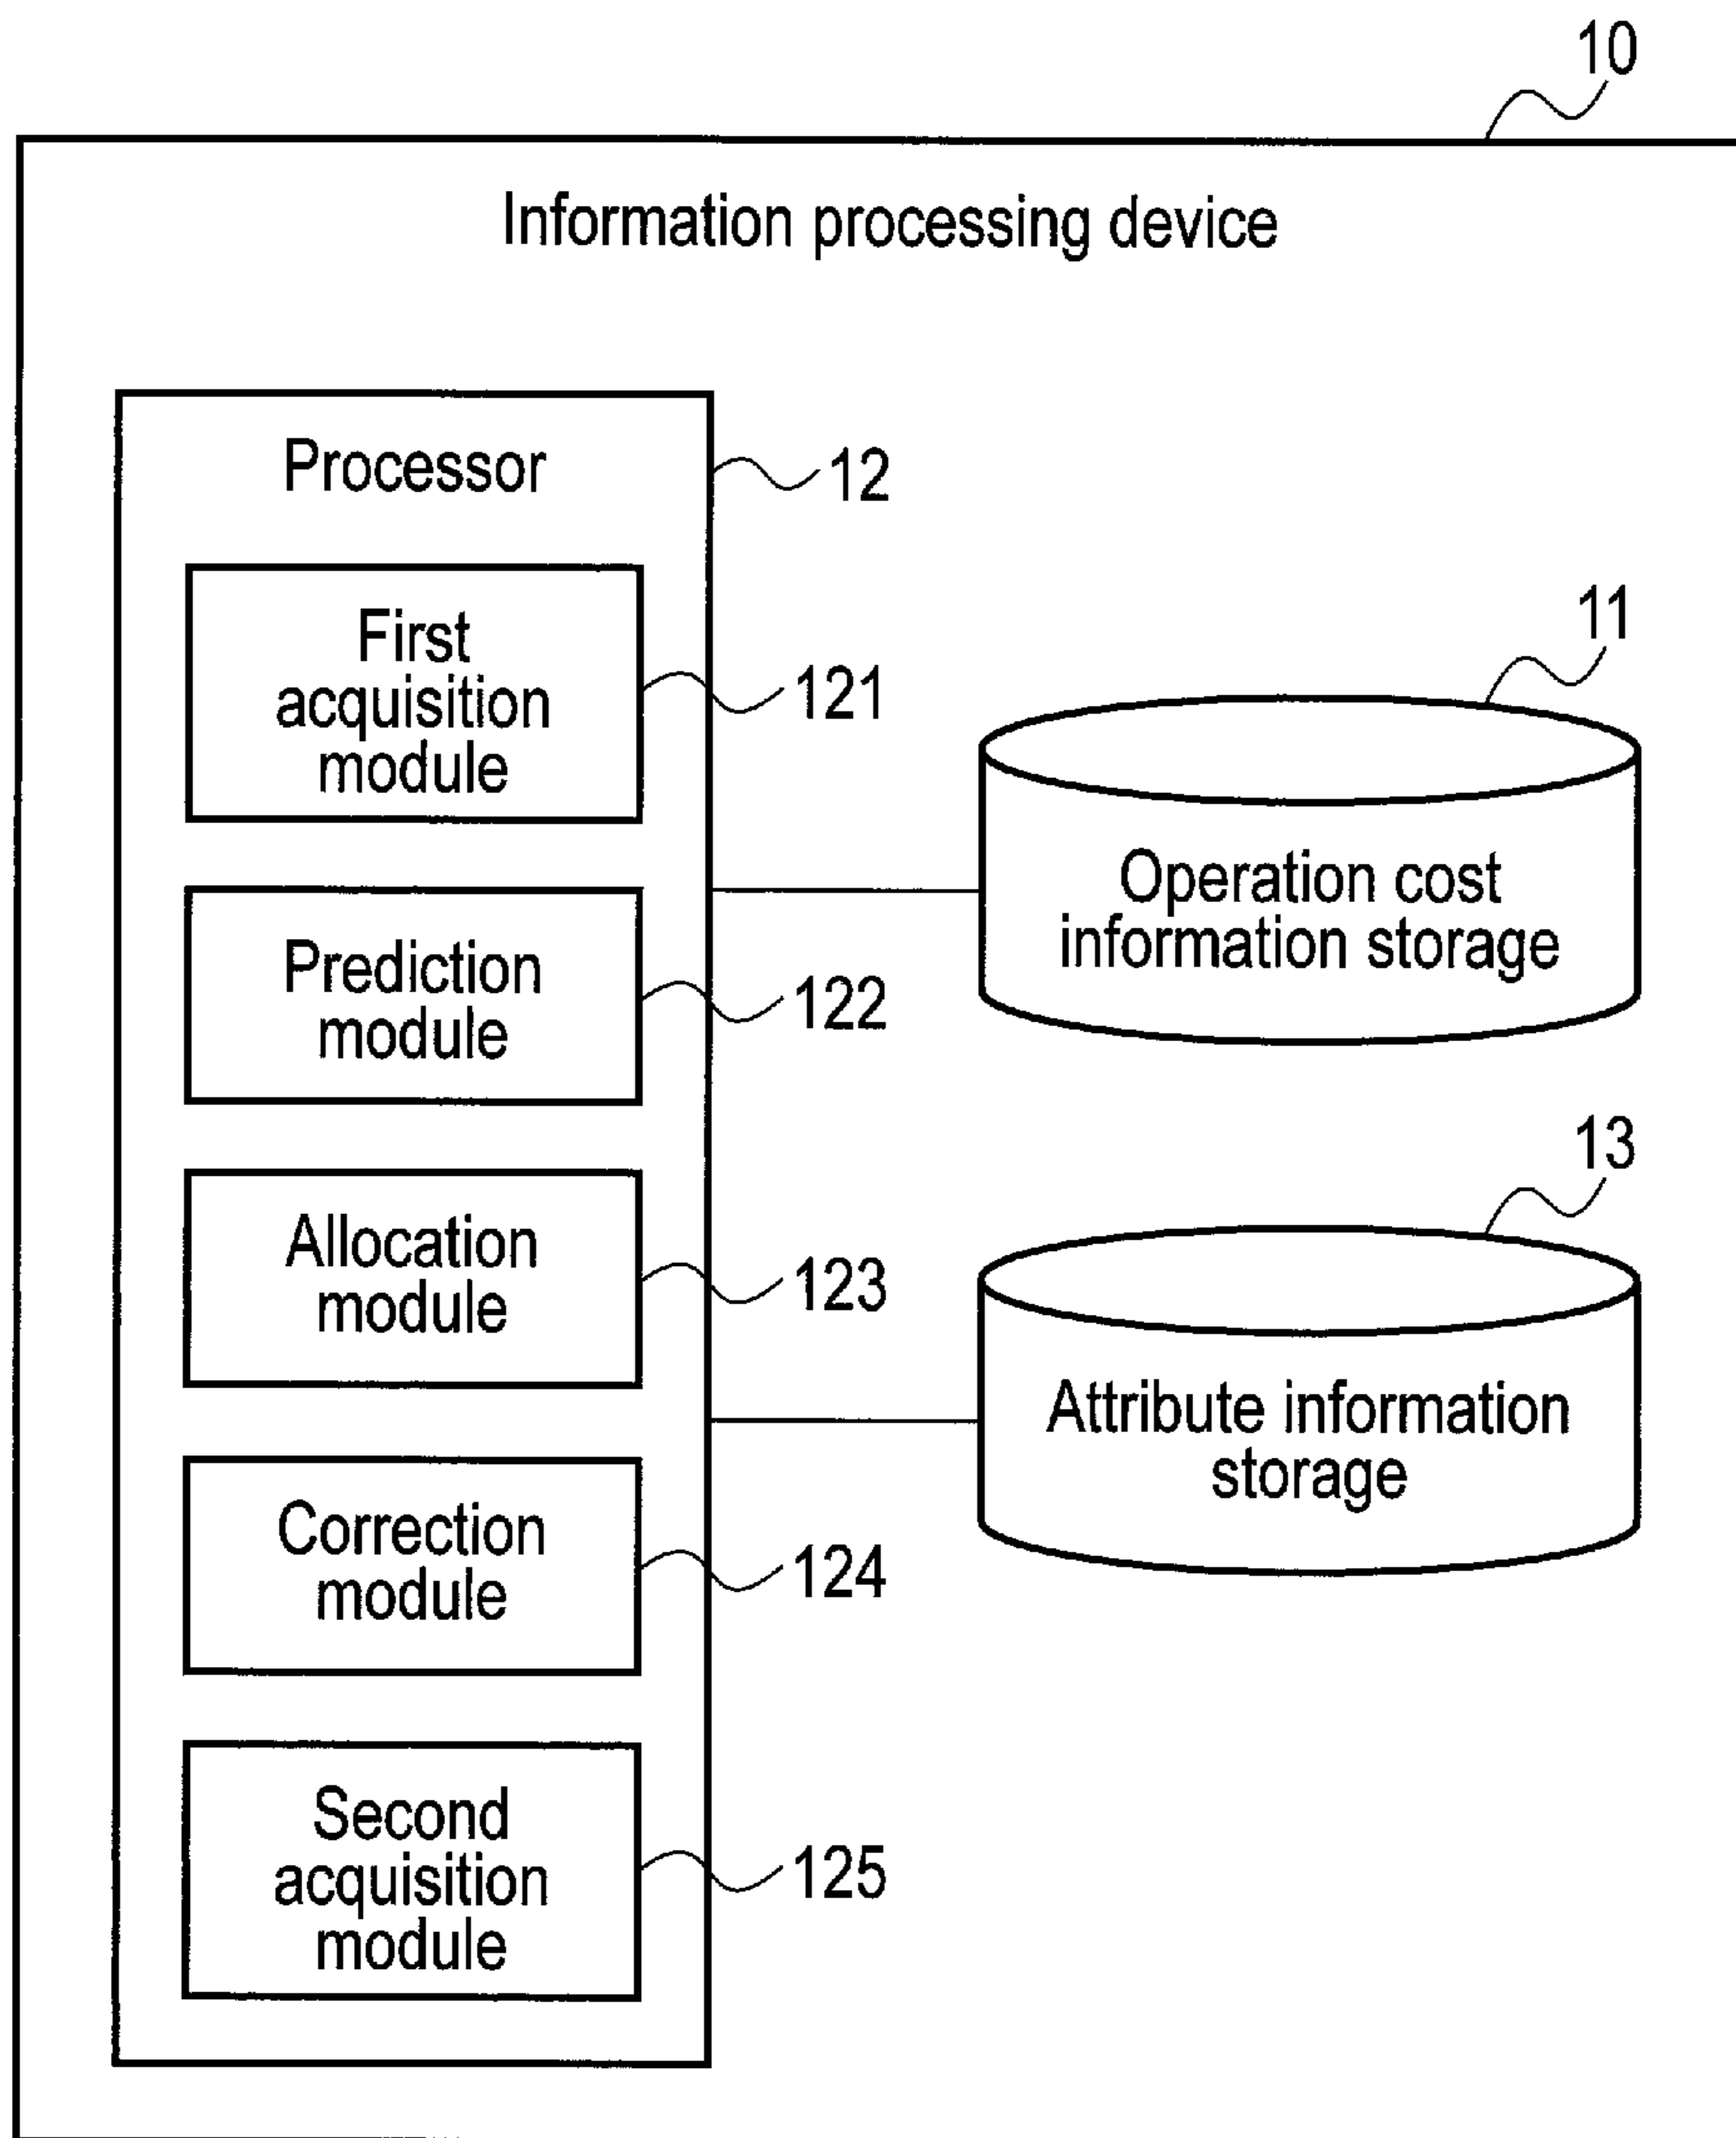 10
Information processing device
Processor
12
First
acquisition
module
121
Prediction
module
122
Allocation
module
123
Correction
module
124
Second
acquisition
module
125
11
Operation cost
information storage
13
Attribute information
storage